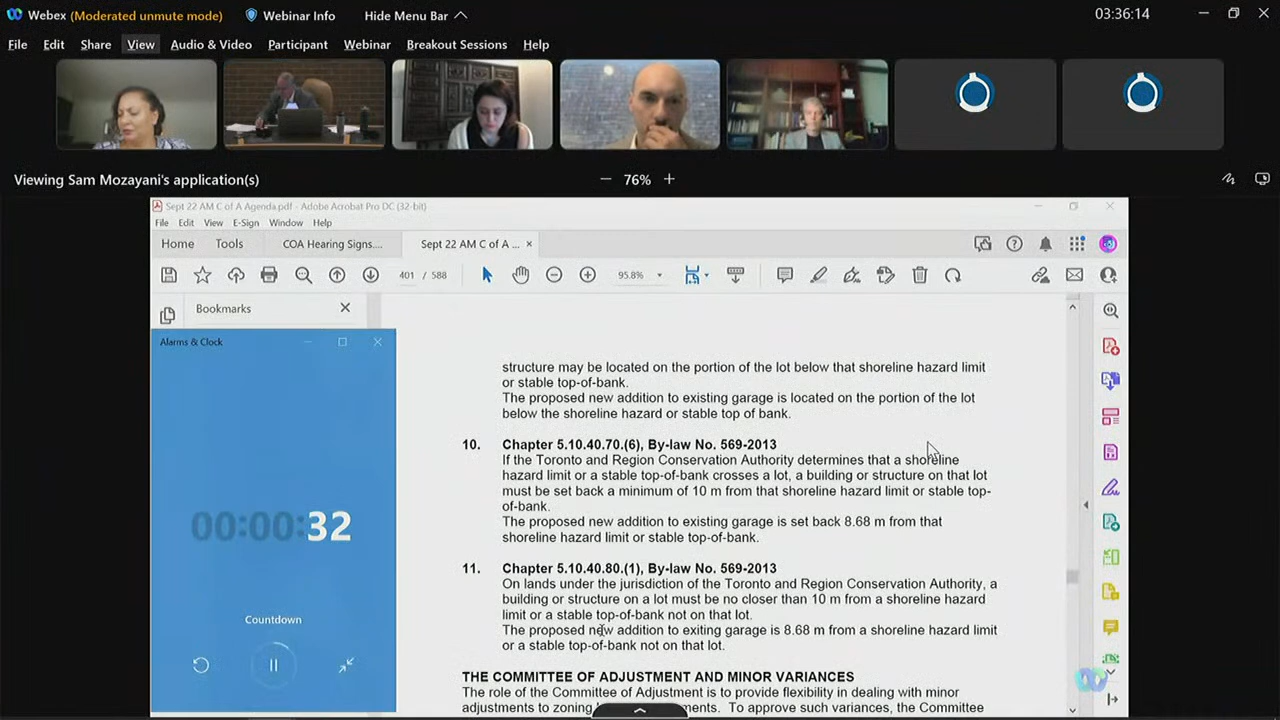 Webex (Moderated unmute mode) Webinar Info Hide Menu Bar 03:36:14
File Edit Share View Audio & Video Participant Webinar Breakout Sessions Help
Viewing Sam Mozayani's application(s) 76%
Sept 22 AM C of A Agenda.pdf - Adobe Acrobat Pro DC (32-bit)
File Edit View E-Sign Window Help
Home Tools COA Hearing Signs.... Sept 22 AM C of A ...
401 / 588 95.8%
Bookmarks
Alarms & Clock
00:00:32
Countdown
structure may be located on the portion of the lot below that shoreline hazard limit
or stable top-of-bank.
The proposed new addition to existing garage is located on the portion of the lot
below the shoreline hazard or stable top of bank.
10. Chapter 5.10.40.70.(6), By-law No. 569-2013
If the Toronto and Region Conservation Authority determines that a shoreline
hazard limit or a stable top-of-bank crosses a lot, a building or structure on that lot
must be set back a minimum of 10 m from that shoreline hazard limit or stable top-
of-bank.
The proposed new addition to existing garage is set back 8.68 m from that
shoreline hazard limit or stable top-of-bank.
11. Chapter 5.10.40.80.(1), By-law No. 569-2013
On lands under the jurisdiction of the Toronto and Region Conservation Authority, a
building or structure on a lot must be no closer than 10 m from a shoreline hazard
limit or a stable top-of-bank not on that lot.
The proposed new addition to exiting garage is 8.68 m from a shoreline hazard limit
or a stable top-of-bank not on that lot.
THE COMMITTEE OF ADJUSTMENT AND MINOR VARIANCES
The role of the Committee of Adjustment is to provide flexibility in dealing with minor
adjustments to zoning To approve such variances, the Committee